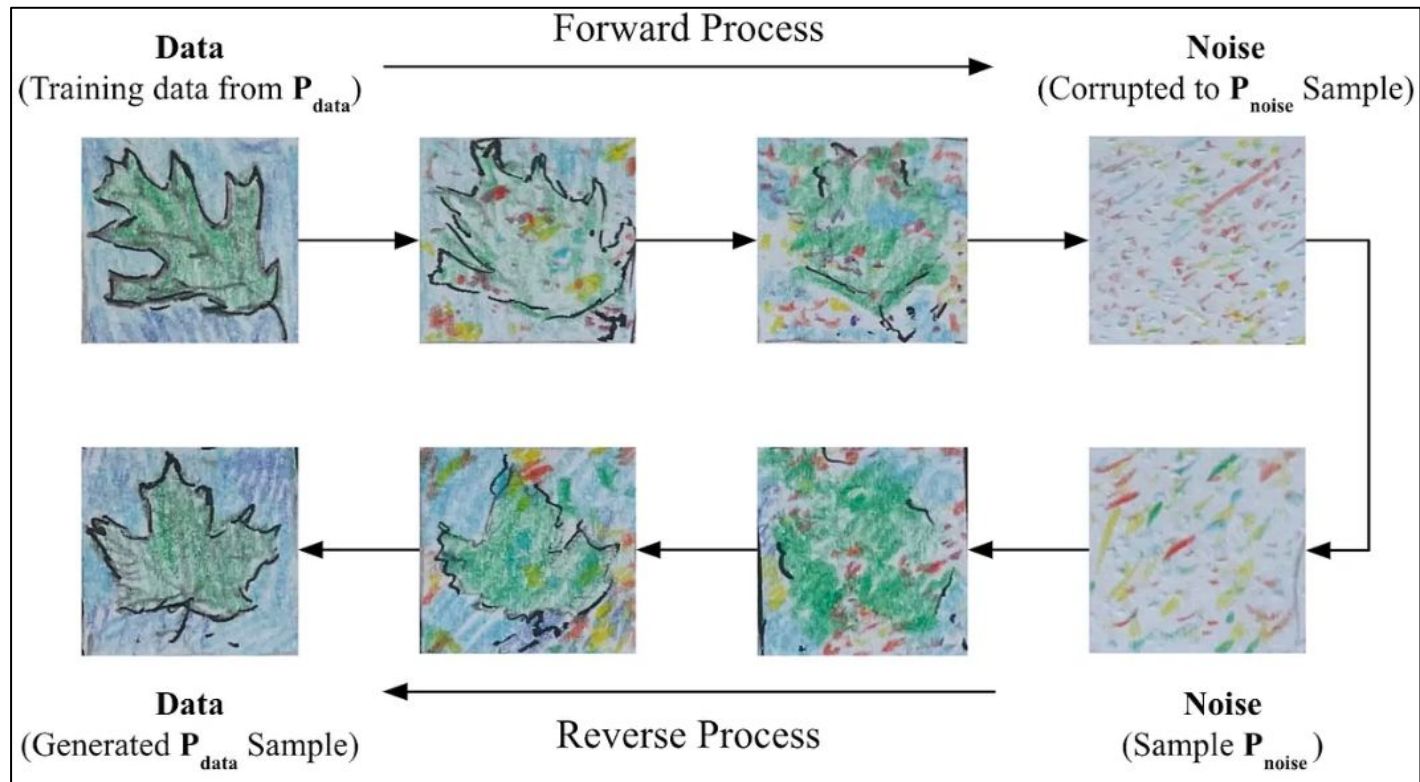 Forward Process
Data
(Training data from P_data)
Noise
(Corrupted to P_noise Sample)
Data
(Generated P_data Sample)
Reverse Process
Noise
(Sample P_noise)